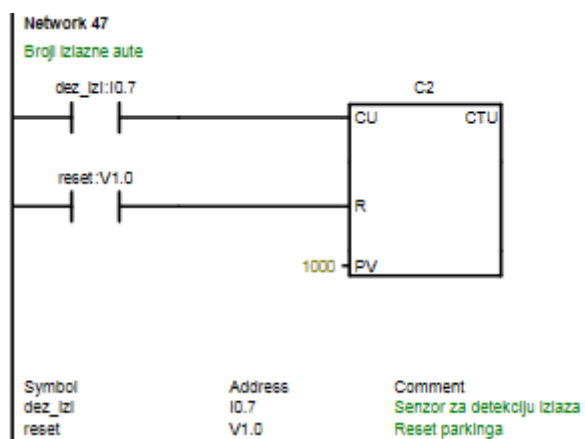 Network 47
Broji izlazne aute
dez_izl:I0.7
C2
CU CTU
reset:V1.0
R
1000 PV
Symbol Address Comment
dez_izl I0.7 Senzor za detekciju izlaza
reset V1.0 Reset parkinga